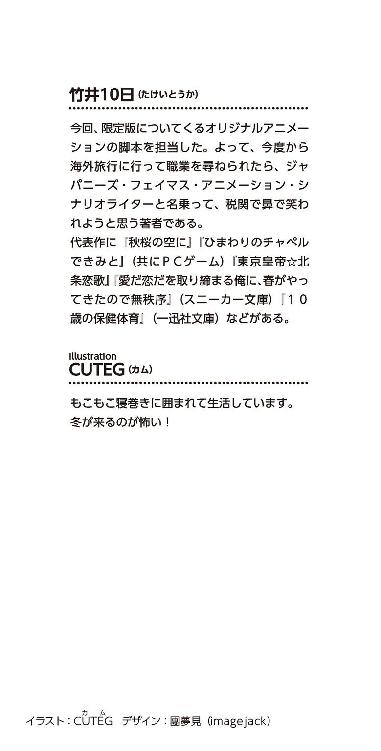 竹井10日（たけいとうか）
今回、限定版についてくるオリジナルアニメー
ションの脚本を担当した。よって、今度から
海外旅行に行って職業を尋ねられたら、ジャ
パニーズ・フェイマス・アニメーション・シ
ナリオライターと名乗って、税関で鼻で笑わ
れようと思う著者である。
代表作に『秋桜の空に』『ひまわりのチャペル
できみと』（共にＰＣゲーム）『東京皇帝☆北
条恋歌』『愛だ恋だを取り締まる俺に、春がやっ
てきたので無秩序』（スニーカー文庫）『１０
歳の保健体育』（一迅社文庫）などがある。
illustration
CUTEG（カム）
もこもこ寝巻きに囲まれて生活しています。
冬が来るのが怖い！
カ ム
イラスト：CUTEG デザイン：團夢見（imagejack）